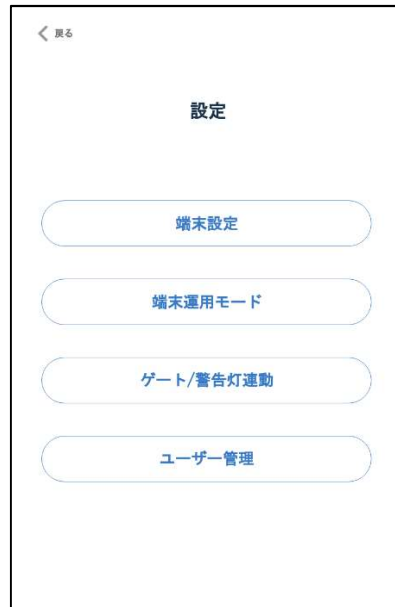 戻る
設定
端末設定
端末運用モード
ゲート/警告灯連動
ユーザー管理